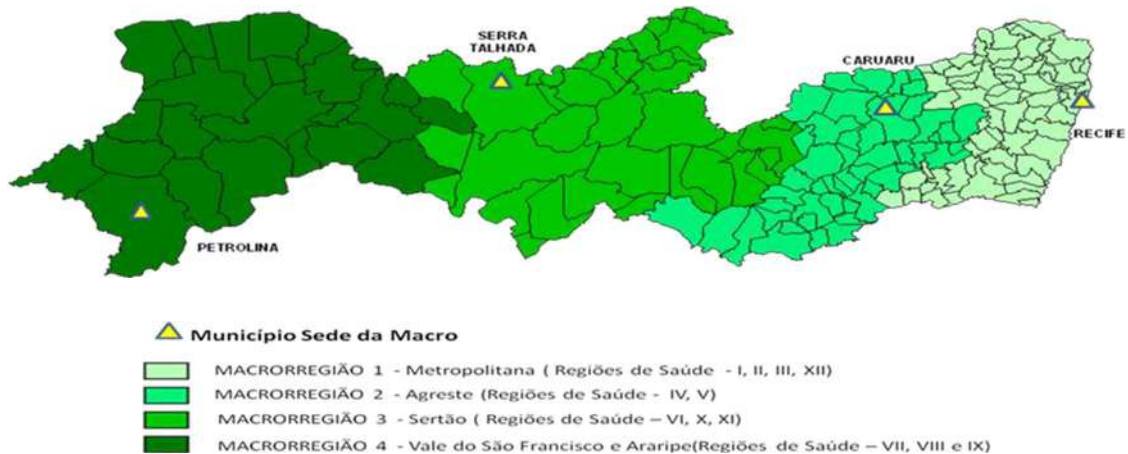 SERRA
TALHADA
CARUARU
RECIFE
PETROLINA
Município Sede da Macro
MACRORREGIÃO 1 - Metropolitana ( Regiões de Saúde - I, II, III, XII)
MACRORREGIÃO 2 - Agreste (Regiões de Saúde - IV, V)
MACRORREGIÃO 3 - Sertão ( Regiões de Saúde – VI, X, XI)
MACRORREGIÃO 4 - Vale do São Francisco e Araripe(Regiões de Saúde – VII, VIII e IX)